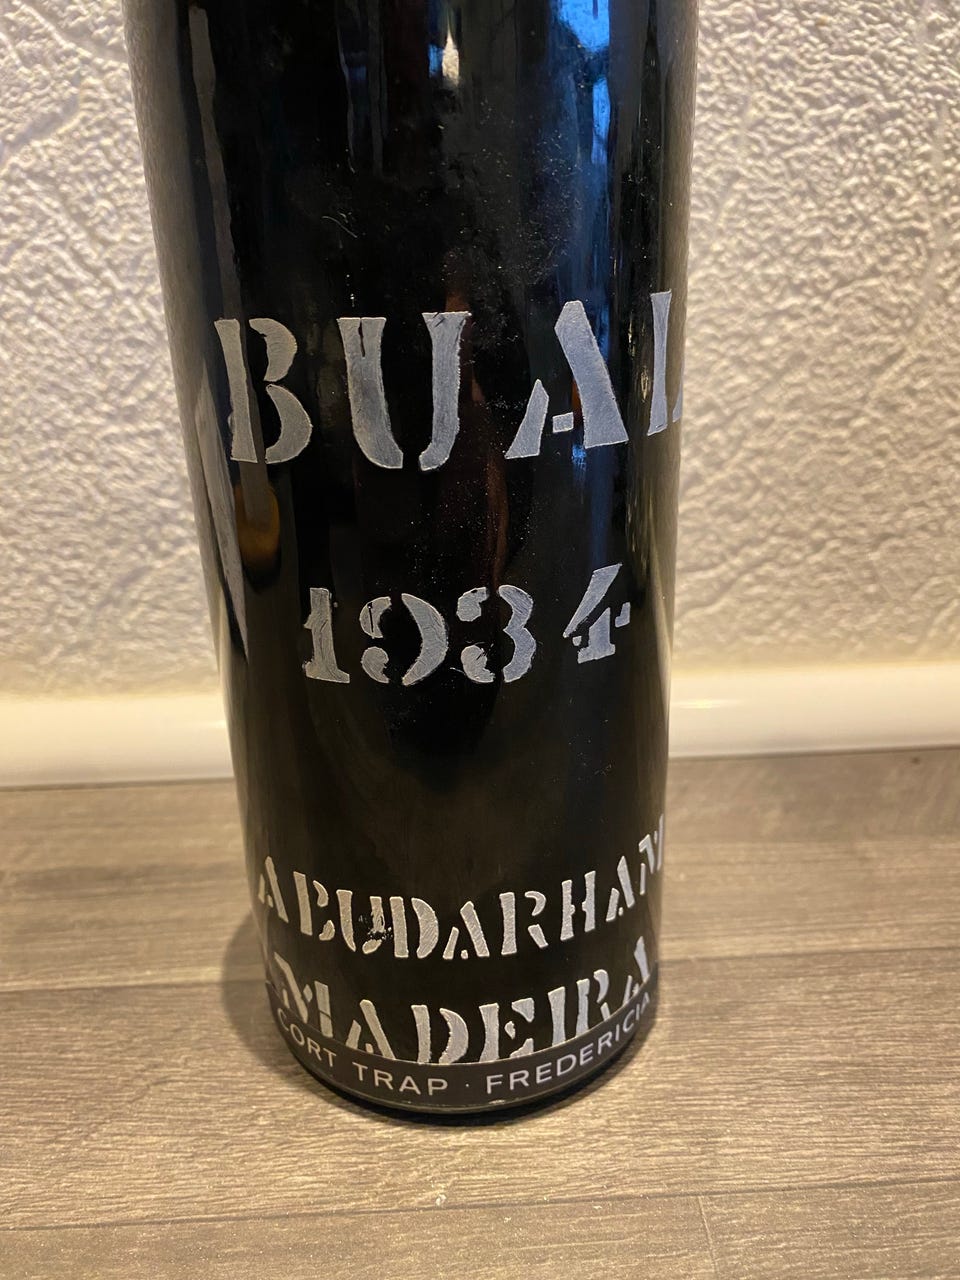 BUAL
1934
ABUDARHAM
MADEIRA
CORT TRAP · FREDERICIA